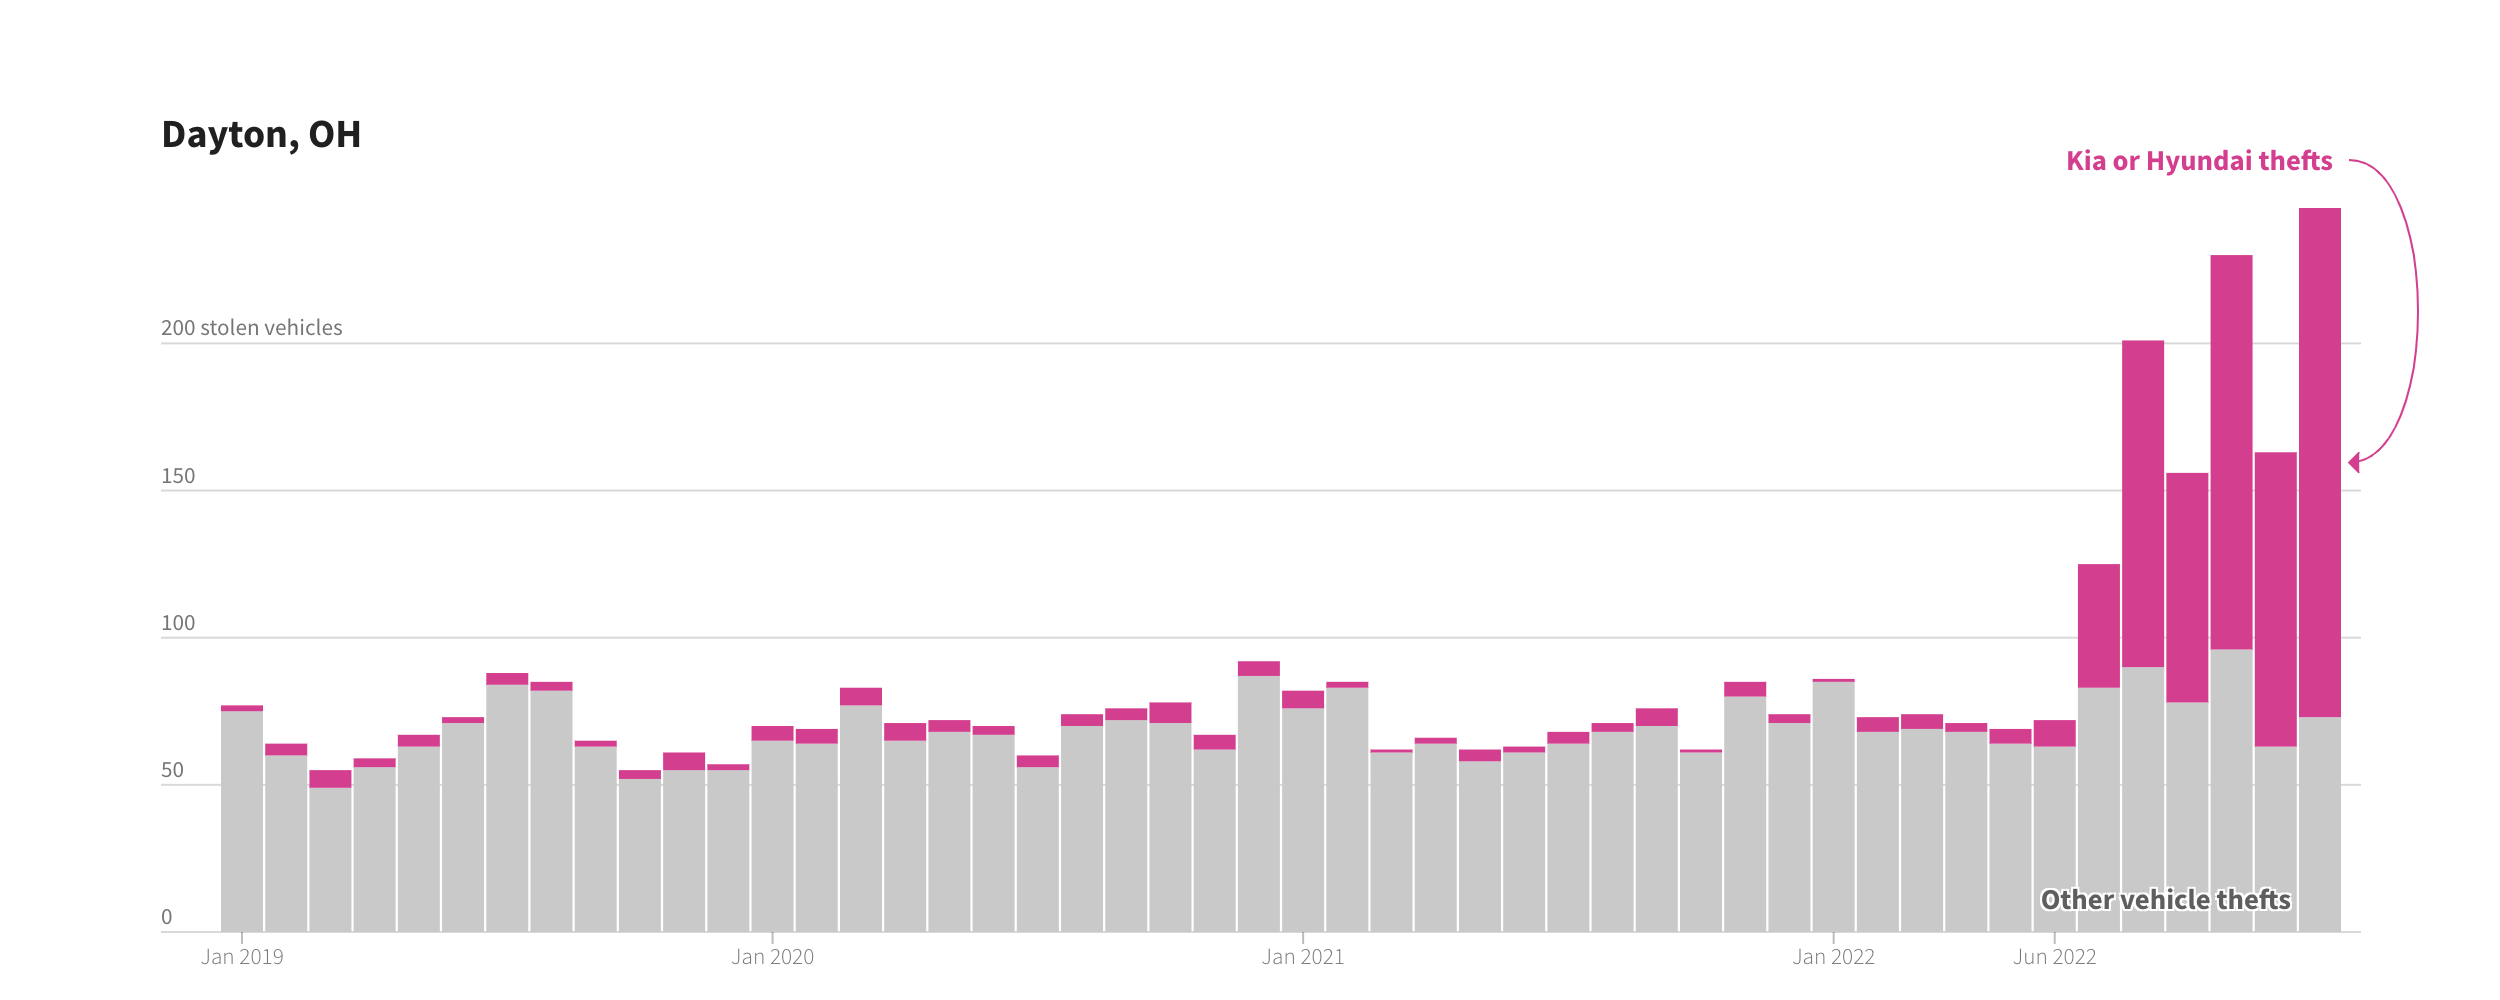 Dayton, OH
Kia or Hyundai thefts
200 stolen vehicles
150
100
50
Other vehicle thefts
0
Jan 2019
Jan 2020
Jan 2021
Jan 2022
Jun 2022